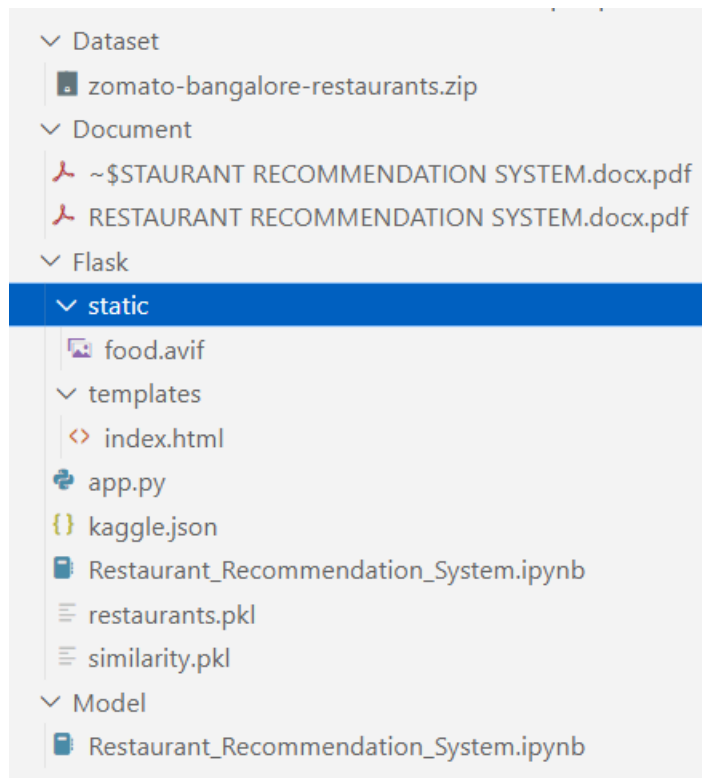 Dataset
zomato-bangalore-restaurants.zip
Document
~$STAURANT RECOMMENDATION SYSTEM.docx.pdf
RESTAURANT RECOMMENDATION SYSTEM.docx.pdf
Flask
static
food.avif
templates
index.html
app.py
kaggle.json
Restaurant_Recommendation_System.ipynb
restaurants.pkl
similarity.pkl
Model
Restaurant_Recommendation_System.ipynb